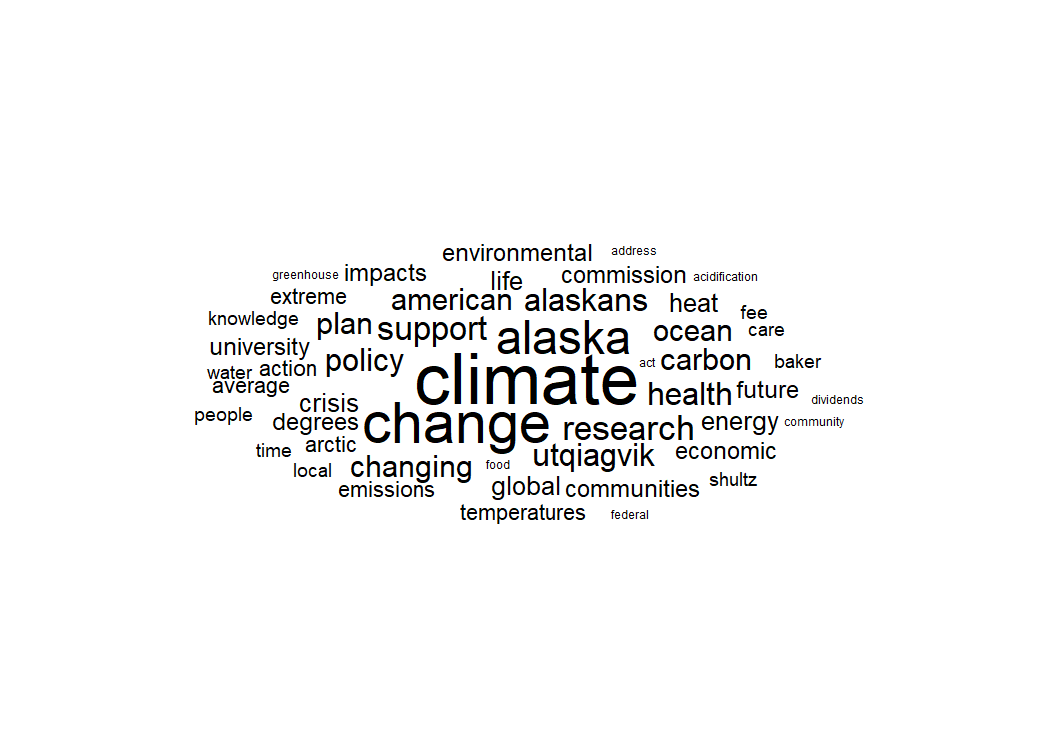 environmental address
greenhouse impacts life commission acidification
extreme american alaskans heat
knowledge plan support alaska ocean fee care
university policy climate act carbon baker
water action
average health future dividends
people crisis degrees change research energy community
time arctic changing utqiagvik economic
local food
emissions global communities shultz
temperatures federal